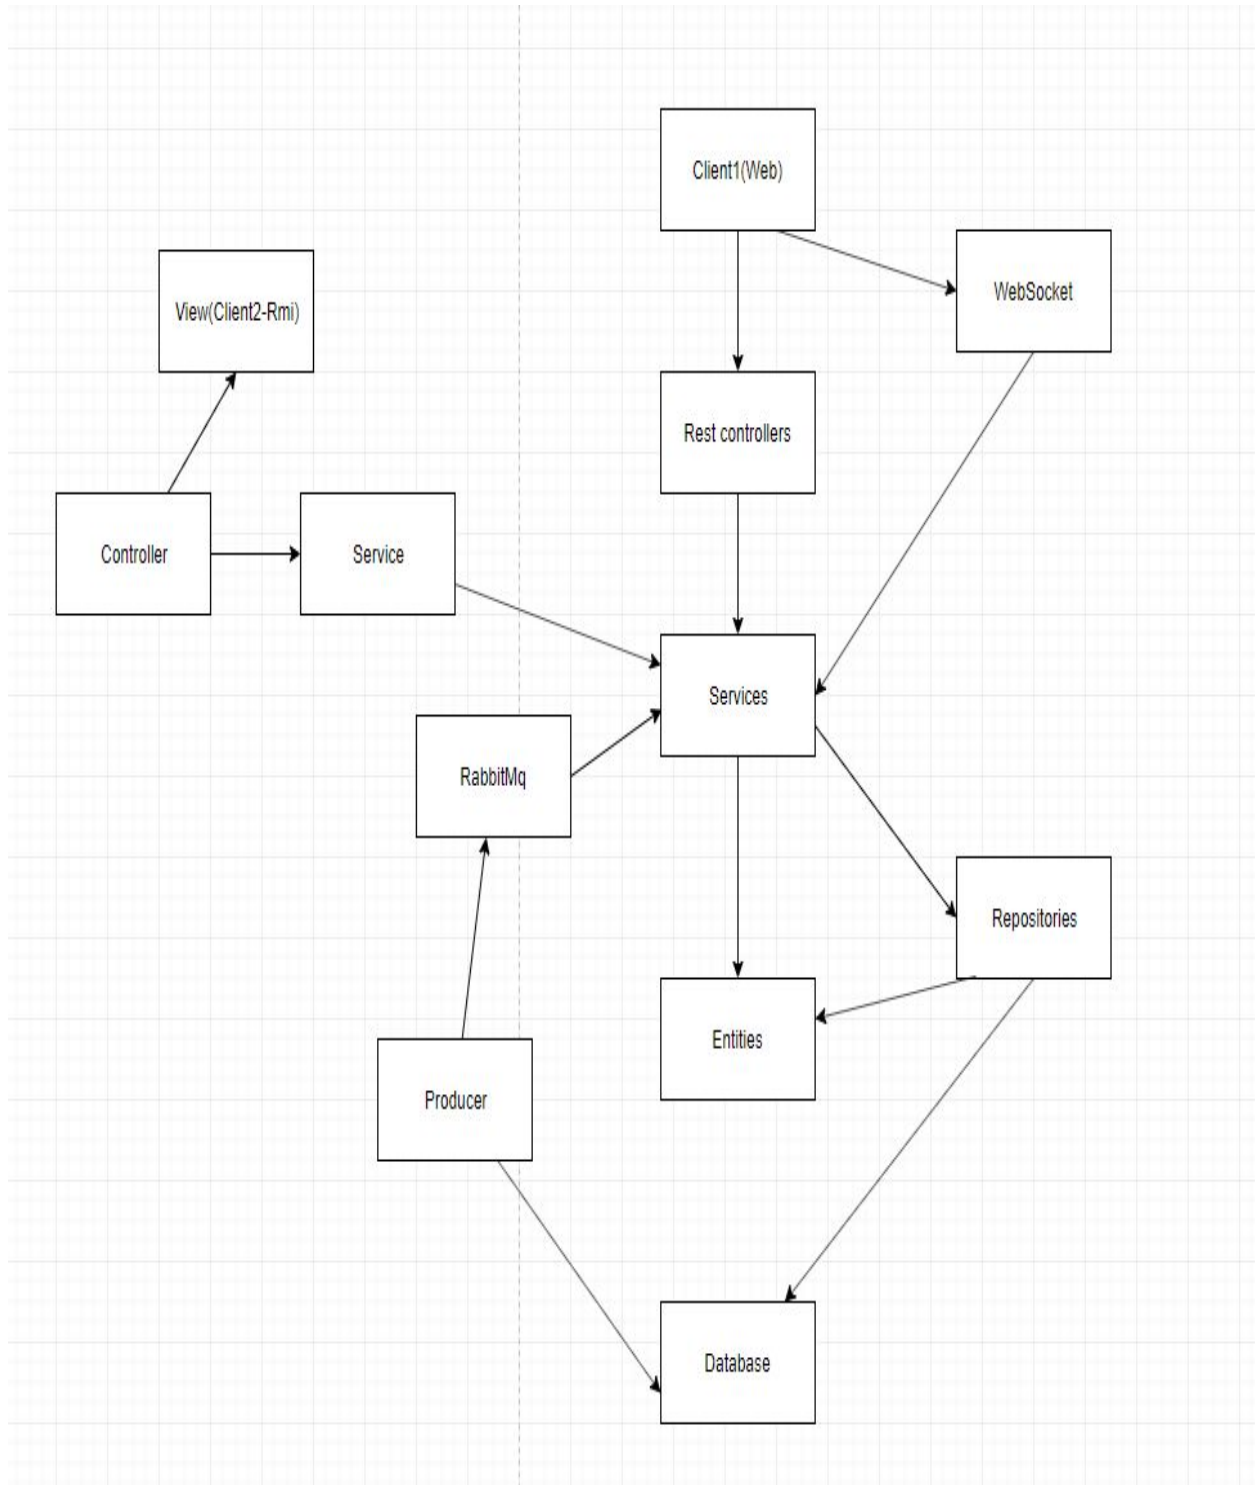 Client1(Web)
WebSocket
View(Client2-Rmi)
Rest controllers
Controller
Service
Services
RabbitMq
Repositories
Entities
Producer
Database